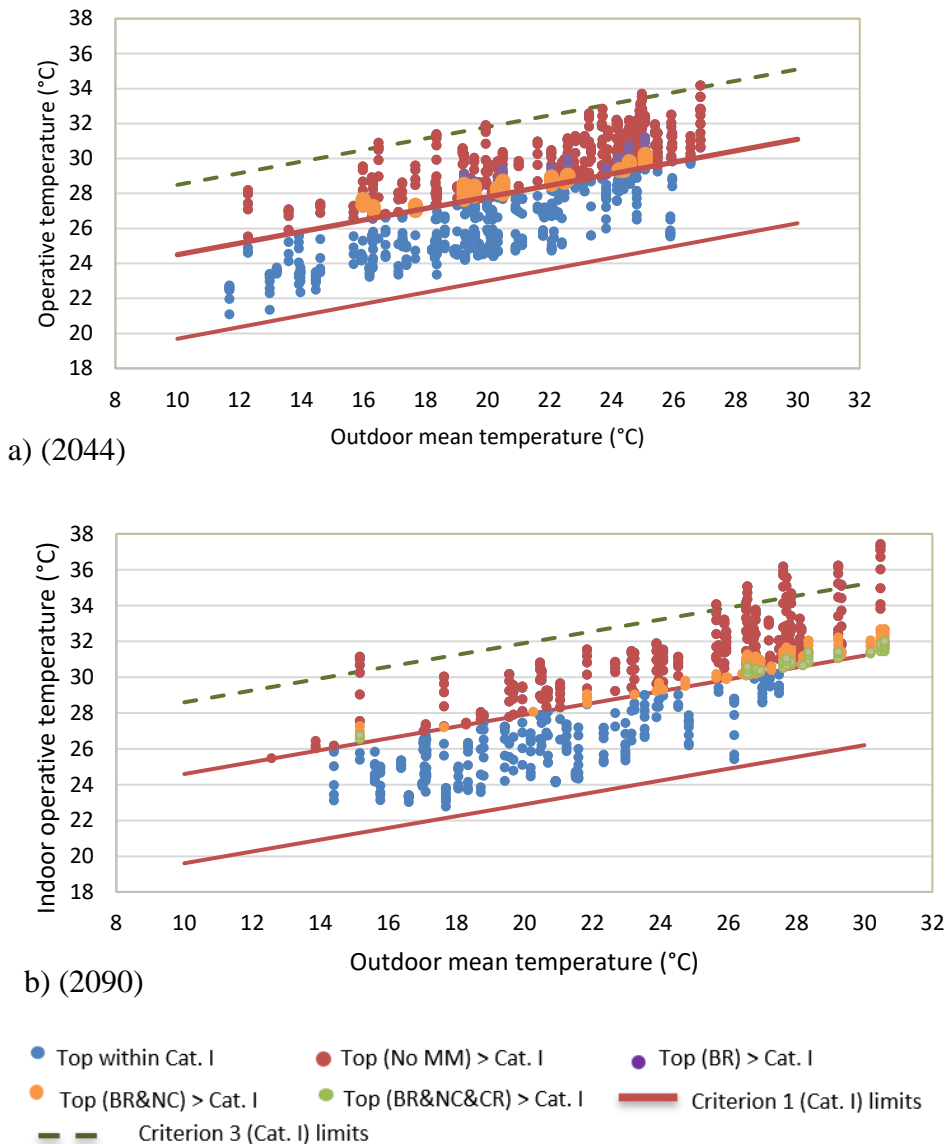 38
36
34
32
30
28
26
24
22
20
18
Operative temperature (°C)
8 10 12 14 16 18 20 22 24 26 28 30 32
Outdoor mean temperature (°C)
a) (2044)
38
36
34
32
30
28
26
24
22
20
18
Indoor operative temperature (°C)
8 10 12 14 16 18 20 22 24 26 28 30 32
Outdoor mean temperature (°C)
b) (2090)
Top within Cat. I Top (No MM) > Cat. I Top (BR) > Cat. I
Top (BR&NC) > Cat. I Top (BR&NC&CR) > Cat. I Criterion 1 (Cat. I) limits
Criterion 3 (Cat. I) limits